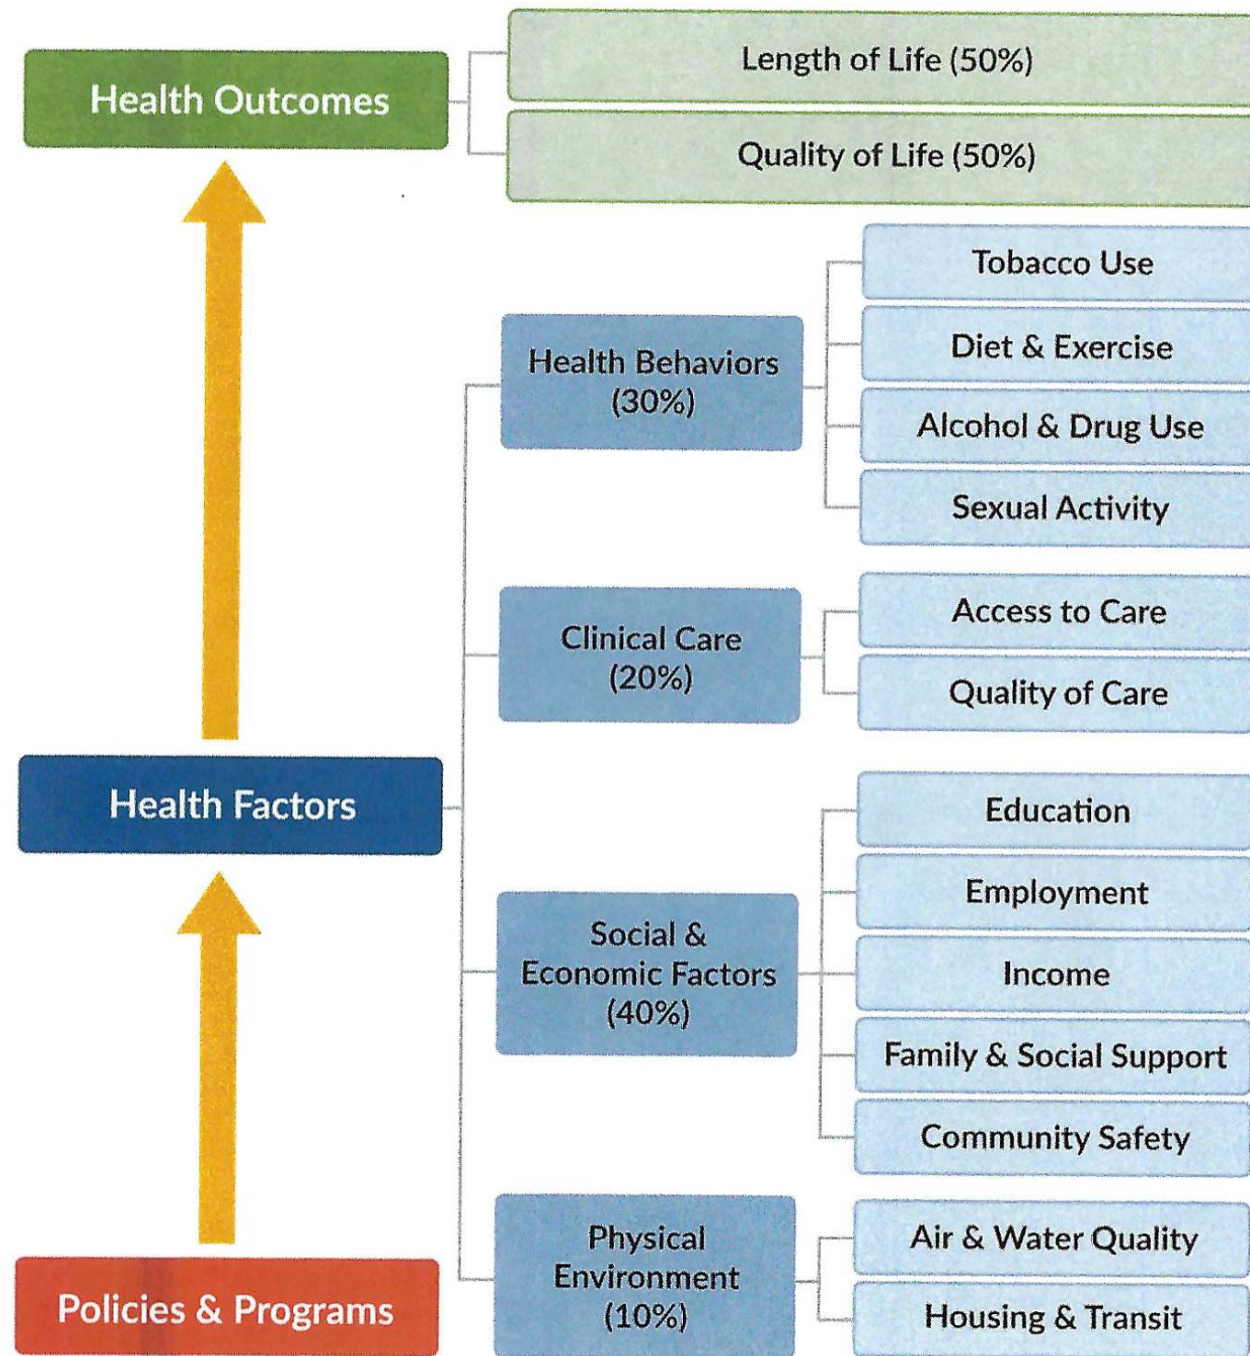 Health Outcomes
Length of Life (50%)
Quality of Life (50%)
Health Factors
Health Behaviors
(30%)
Tobacco Use
Diet & Exercise
Alcohol & Drug Use
Sexual Activity
Clinical Care
(20%)
Access to Care
Quality of Care
Social &
Economic Factors
(40%)
Education
Employment
Income
Family & Social Support
Community Safety
Physical
Environment
(10%)
Air & Water Quality
Housing & Transit
Policies & Programs